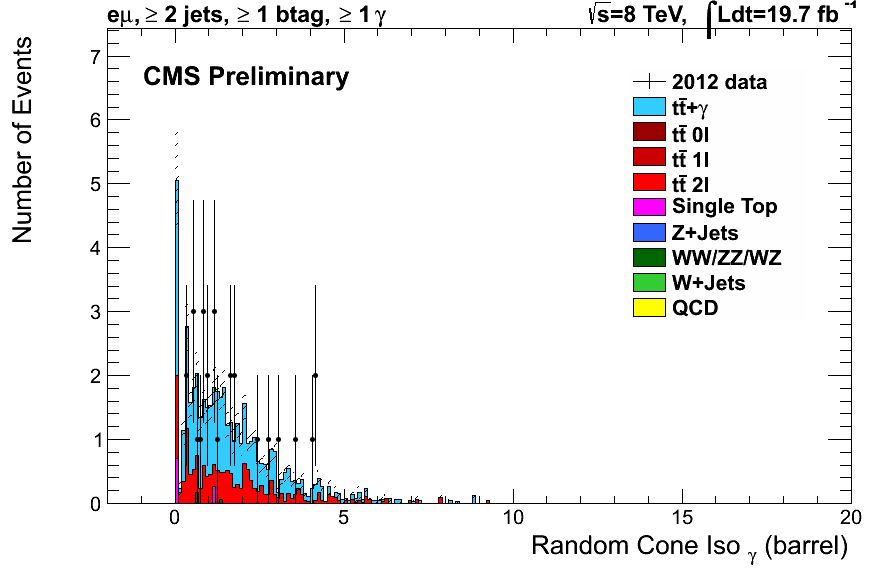 eμ, ≥ 2 jets, ≥ 1 btag, ≥ 1 γ
√s=8 TeV, ∫Ldt=19.7 fb⁻¹
CMS Preliminary
Number of Events
7
6
5
4
3
2
1
0
2012 data
tt̄+γ
tt̄ 0l
tt̄ 1l
tt̄ 2l
Single Top
Z+Jets
WW/ZZ/WZ
W+Jets
QCD
0 5 10 15 20
Random Cone Iso γ (barrel)